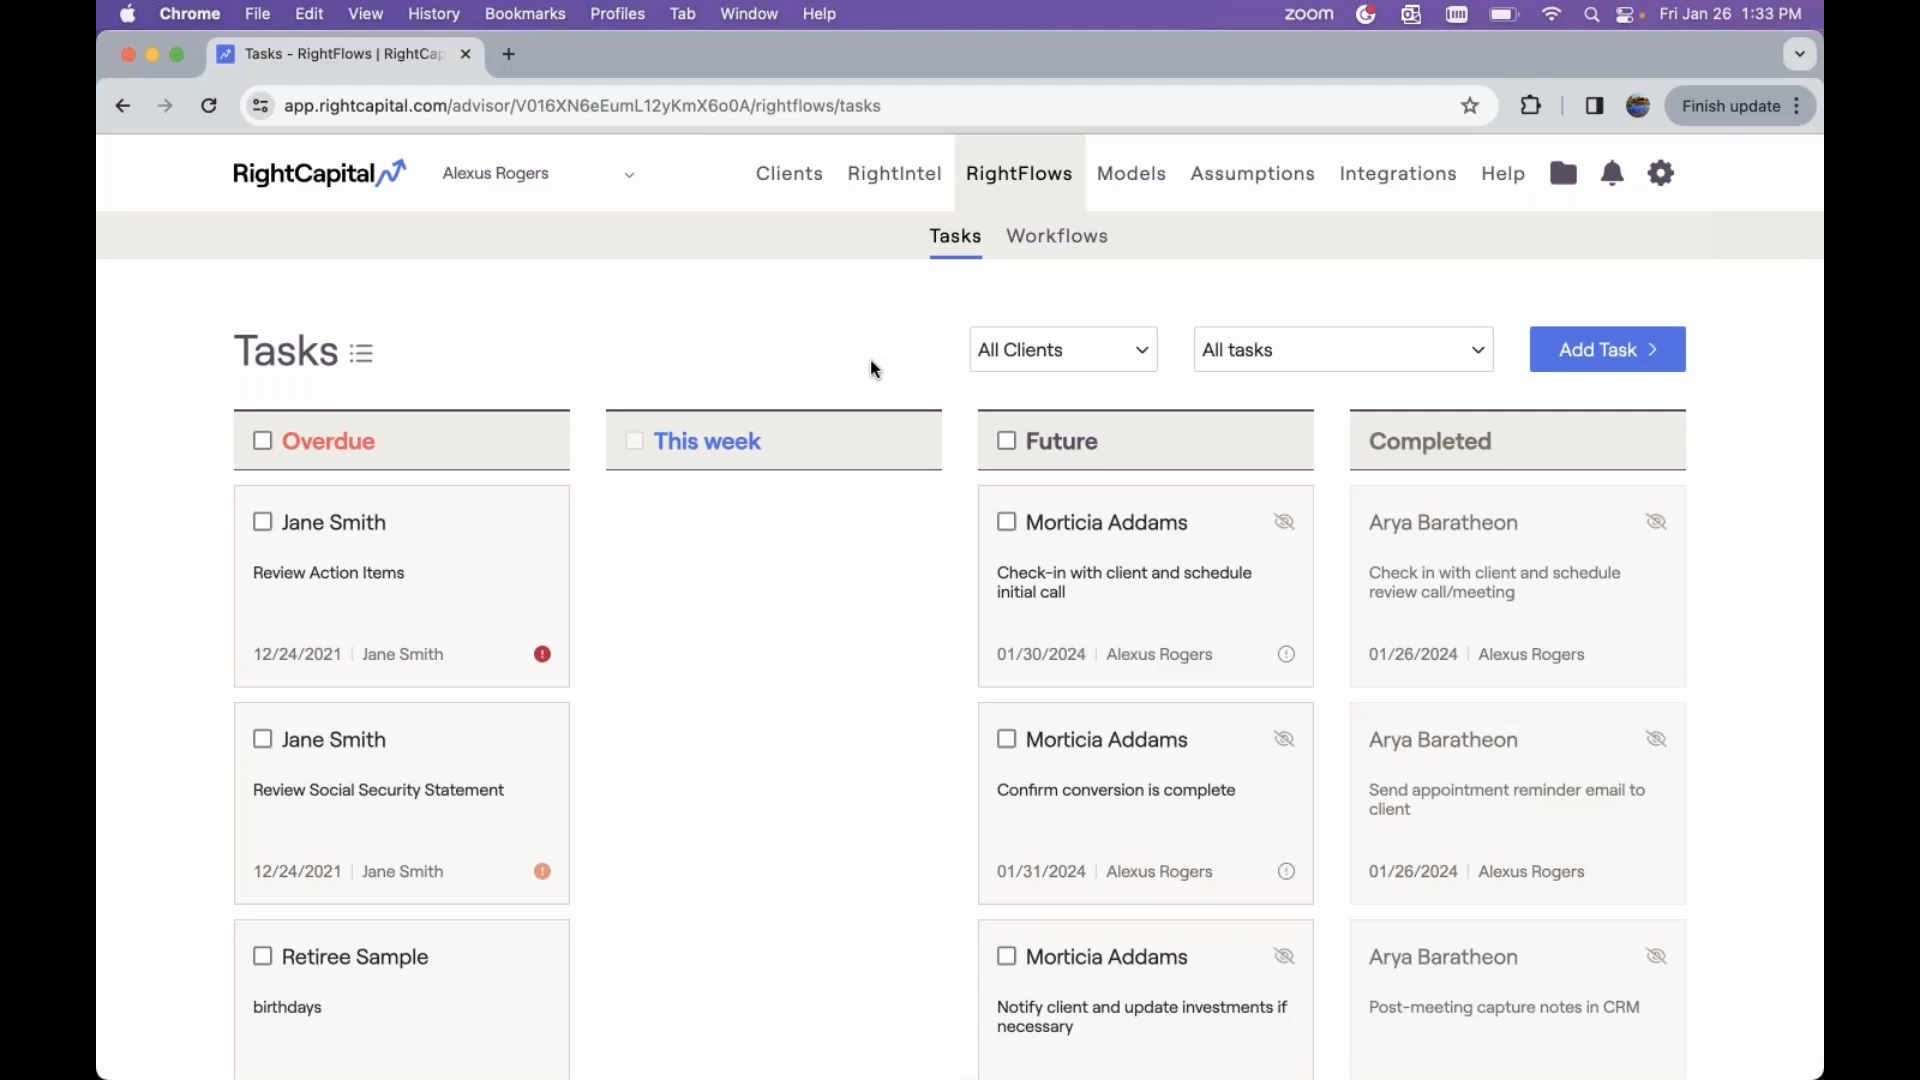 Chrome File Edit View History Bookmarks Profiles Tab Window Help zoom Fri Jan 26 1:33 PM
Tasks - RightFlows | RightCap
app.rightcapital.com/advisor/V016XN6eEumL12yKmX6o0A/rightflows/tasks Finish update
RightCapital Alexus Rogers Clients RightIntel RightFlows Models Assumptions Integrations Help
Tasks Workflows
Tasks All Clients All tasks Add Task
Overdue This week Future Completed
Jane Smith
Review Action Items
12/24/2021 Jane Smith
Jane Smith
Review Social Security Statement
12/24/2021 Jane Smith
Retiree Sample
birthdays
Morticia Addams
Check-in with client and schedule
initial call
01/30/2024 Alexus Rogers
Morticia Addams
Confirm conversion is complete
01/31/2024 Alexus Rogers
Morticia Addams
Notify client and update investments if
necessary
Arya Baratheon
Check in with client and schedule
review call/meeting
01/26/2024 Alexus Rogers
Arya Baratheon
Send appointment reminder email to
client
01/26/2024 Alexus Rogers
Arya Baratheon
Post-meeting capture notes in CRM